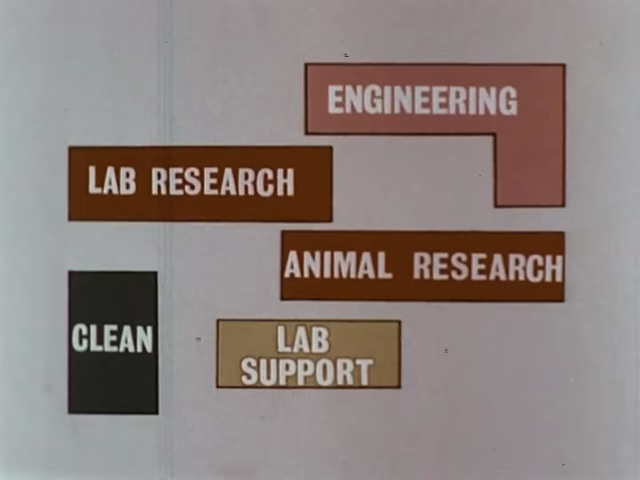 ENGINEERING
LAB RESEARCH
ANIMAL RESEARCH
CLEAN
LAB
SUPPORT